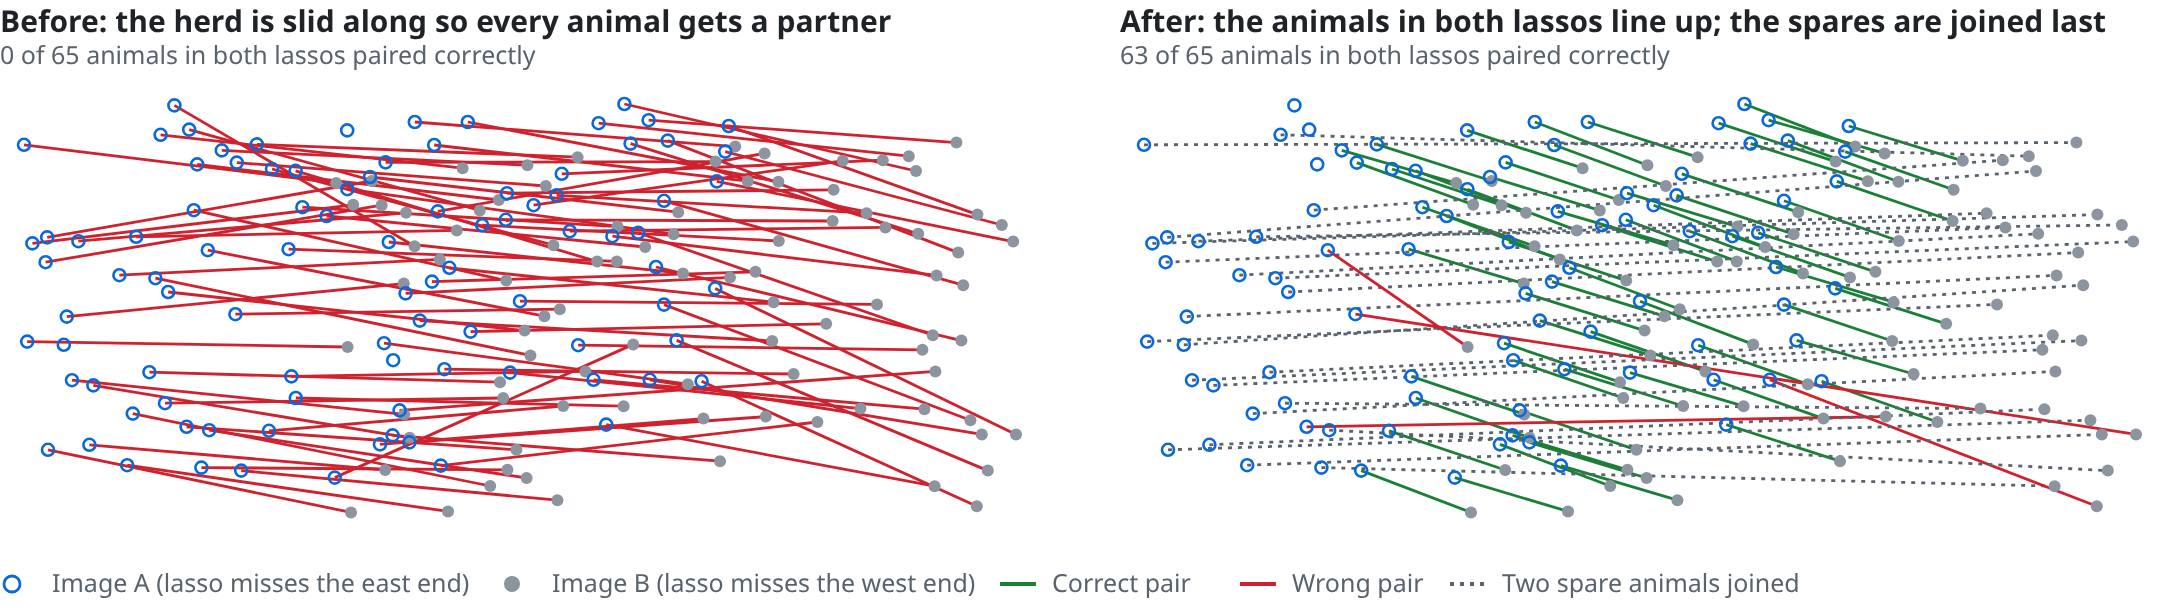 Before: the herd is slid along so every animal gets a partner
0 of 65 animals in both lassos paired correctly
After: the animals in both lassos line up; the spares are joined last
63 of 65 animals in both lassos paired correctly
Image A (lasso misses the east end)
Image B (lasso misses the west end)
Correct pair
Wrong pair
Two spare animals joined